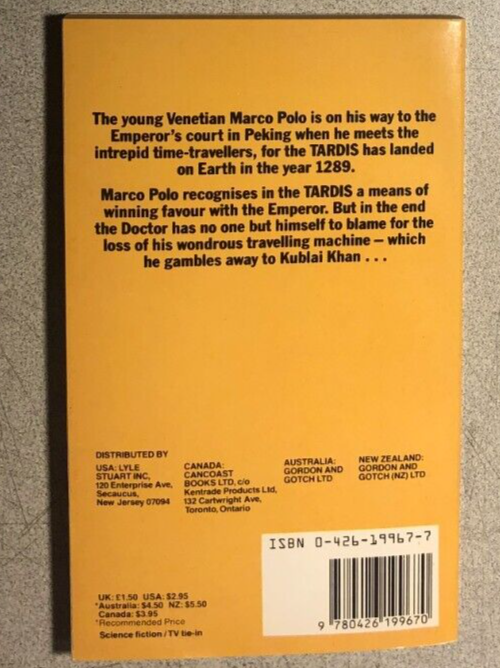 The young Venetian Marco Polo is on his way to the
Emperor's court in Peking when he meets the
intrepid time-travellers, for the TARDIS has landed
on Earth in the year 1289.
Marco Polo recognises in the TARDIS a means of
winning favour with the Emperor. But in the end
the Doctor has no one but himself to blame for the
loss of his wondrous travelling machine – which
he gambles away to Kublai Khan . . .
DISTRIBUTED BY
USA: LYLE
STUART INC,
120 Enterprise Ave,
Secaucus,
New Jersey 07094
CANADA:
CANCOAST
BOOKS LTD, c/o
Kentrade Products Ltd,
132 Cartwright Ave,
Toronto, Ontario
AUSTRALIA:
GORDON AND
GOTCH LTD
NEW ZEALAND:
GORDON AND
GOTCH (NZ) LTD
ISBN 0-426-19967-7
9 780426 199670
UK: £1.50 USA: $2.95
*Australia: $4.50 NZ: $5.50
Canada: $3.95
*Recommended Price
Science fiction/TV tie-in